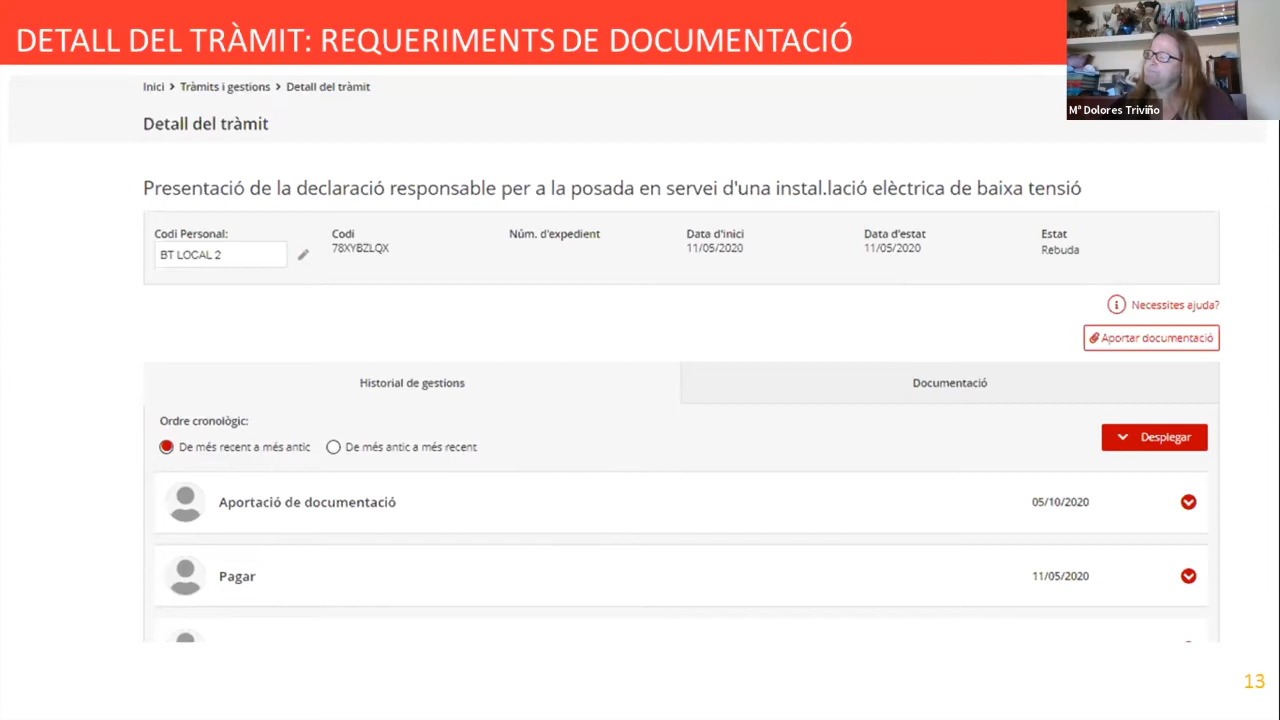 DETALL DEL TRÀMIT: REQUERIMENTS DE DOCUMENTACIÓ
Mª Dolores Triviño
Inici > Tràmits i gestions > Detall del tràmit
Detall del tràmit
Presentació de la declaració responsable per a la posada en servei d'una instal.lació elèctrica de baixa tensió
Codi Personal: Codi Núm. d'expedient Data d'inici Data d'estat Estat
BT LOCAL 2 78XYBZLQX 11/05/2020 11/05/2020 Rebuda
Necessites ajuda?
Aportar documentació
Historial de gestions Documentació
Ordre cronològic:
De més recent a més antic De més antic a més recent Desplegar
Aportació de documentació 05/10/2020
Pagar 11/05/2020
13